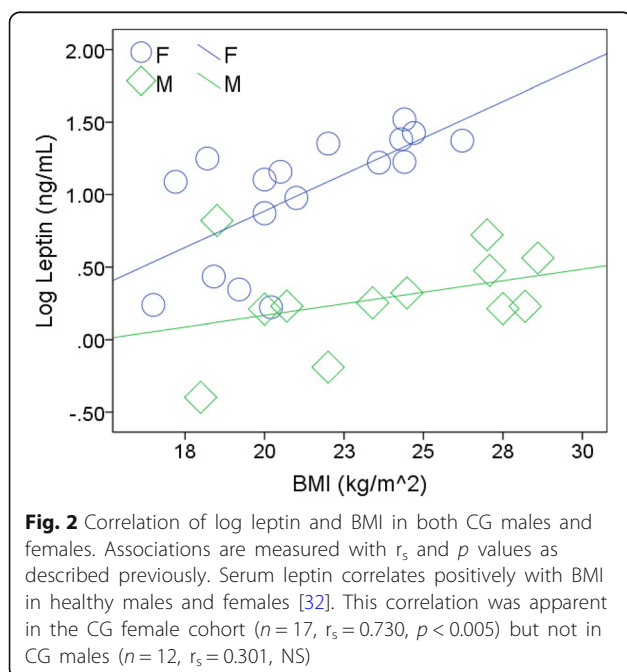 2.00
F F
M M
1.50
1.00
.50
.00
-.50
Log Leptin (ng/mL)
18 20 23 25 28 30
BMI (kg/m^2)
Fig. 2 Correlation of log leptin and BMI in both CG males and
females. Associations are measured with rs and p values as
described previously. Serum leptin correlates positively with BMI
in healthy males and females [32]. This correlation was apparent
in the CG female cohort (n = 17, rs = 0.730, p < 0.005) but not in
CG males (n = 12, rs = 0.301, NS)